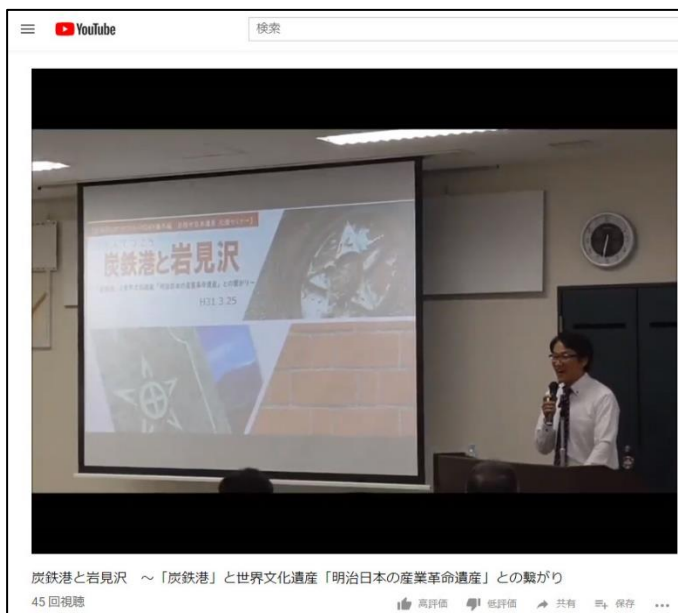 YouTube
検索
炭鉄港と岩見沢
H31.3.25
炭鉄港と岩見沢 ~「炭鉄港」と世界文化遺産「明治日本の産業革命遺産」との繋がり
45 回視聴
高評価 低評価 共有 保存